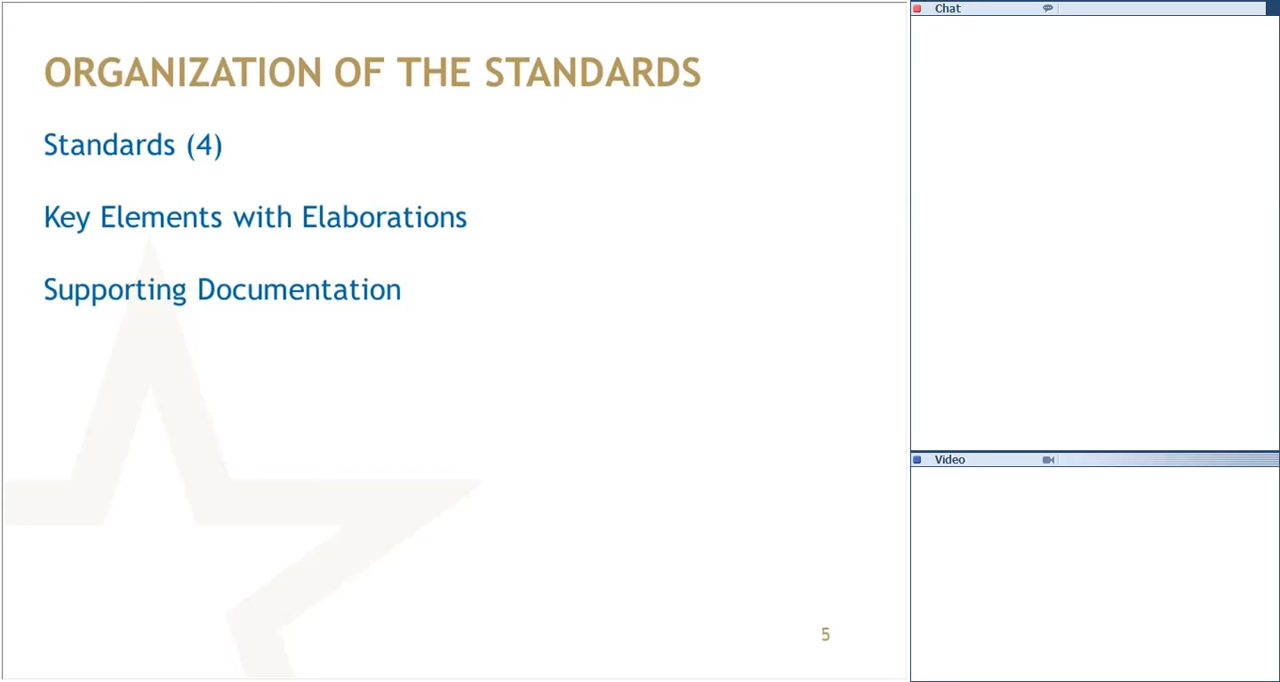 ORGANIZATION OF THE STANDARDS
Standards (4)
Key Elements with Elaborations
Supporting Documentation
5
Chat
Video